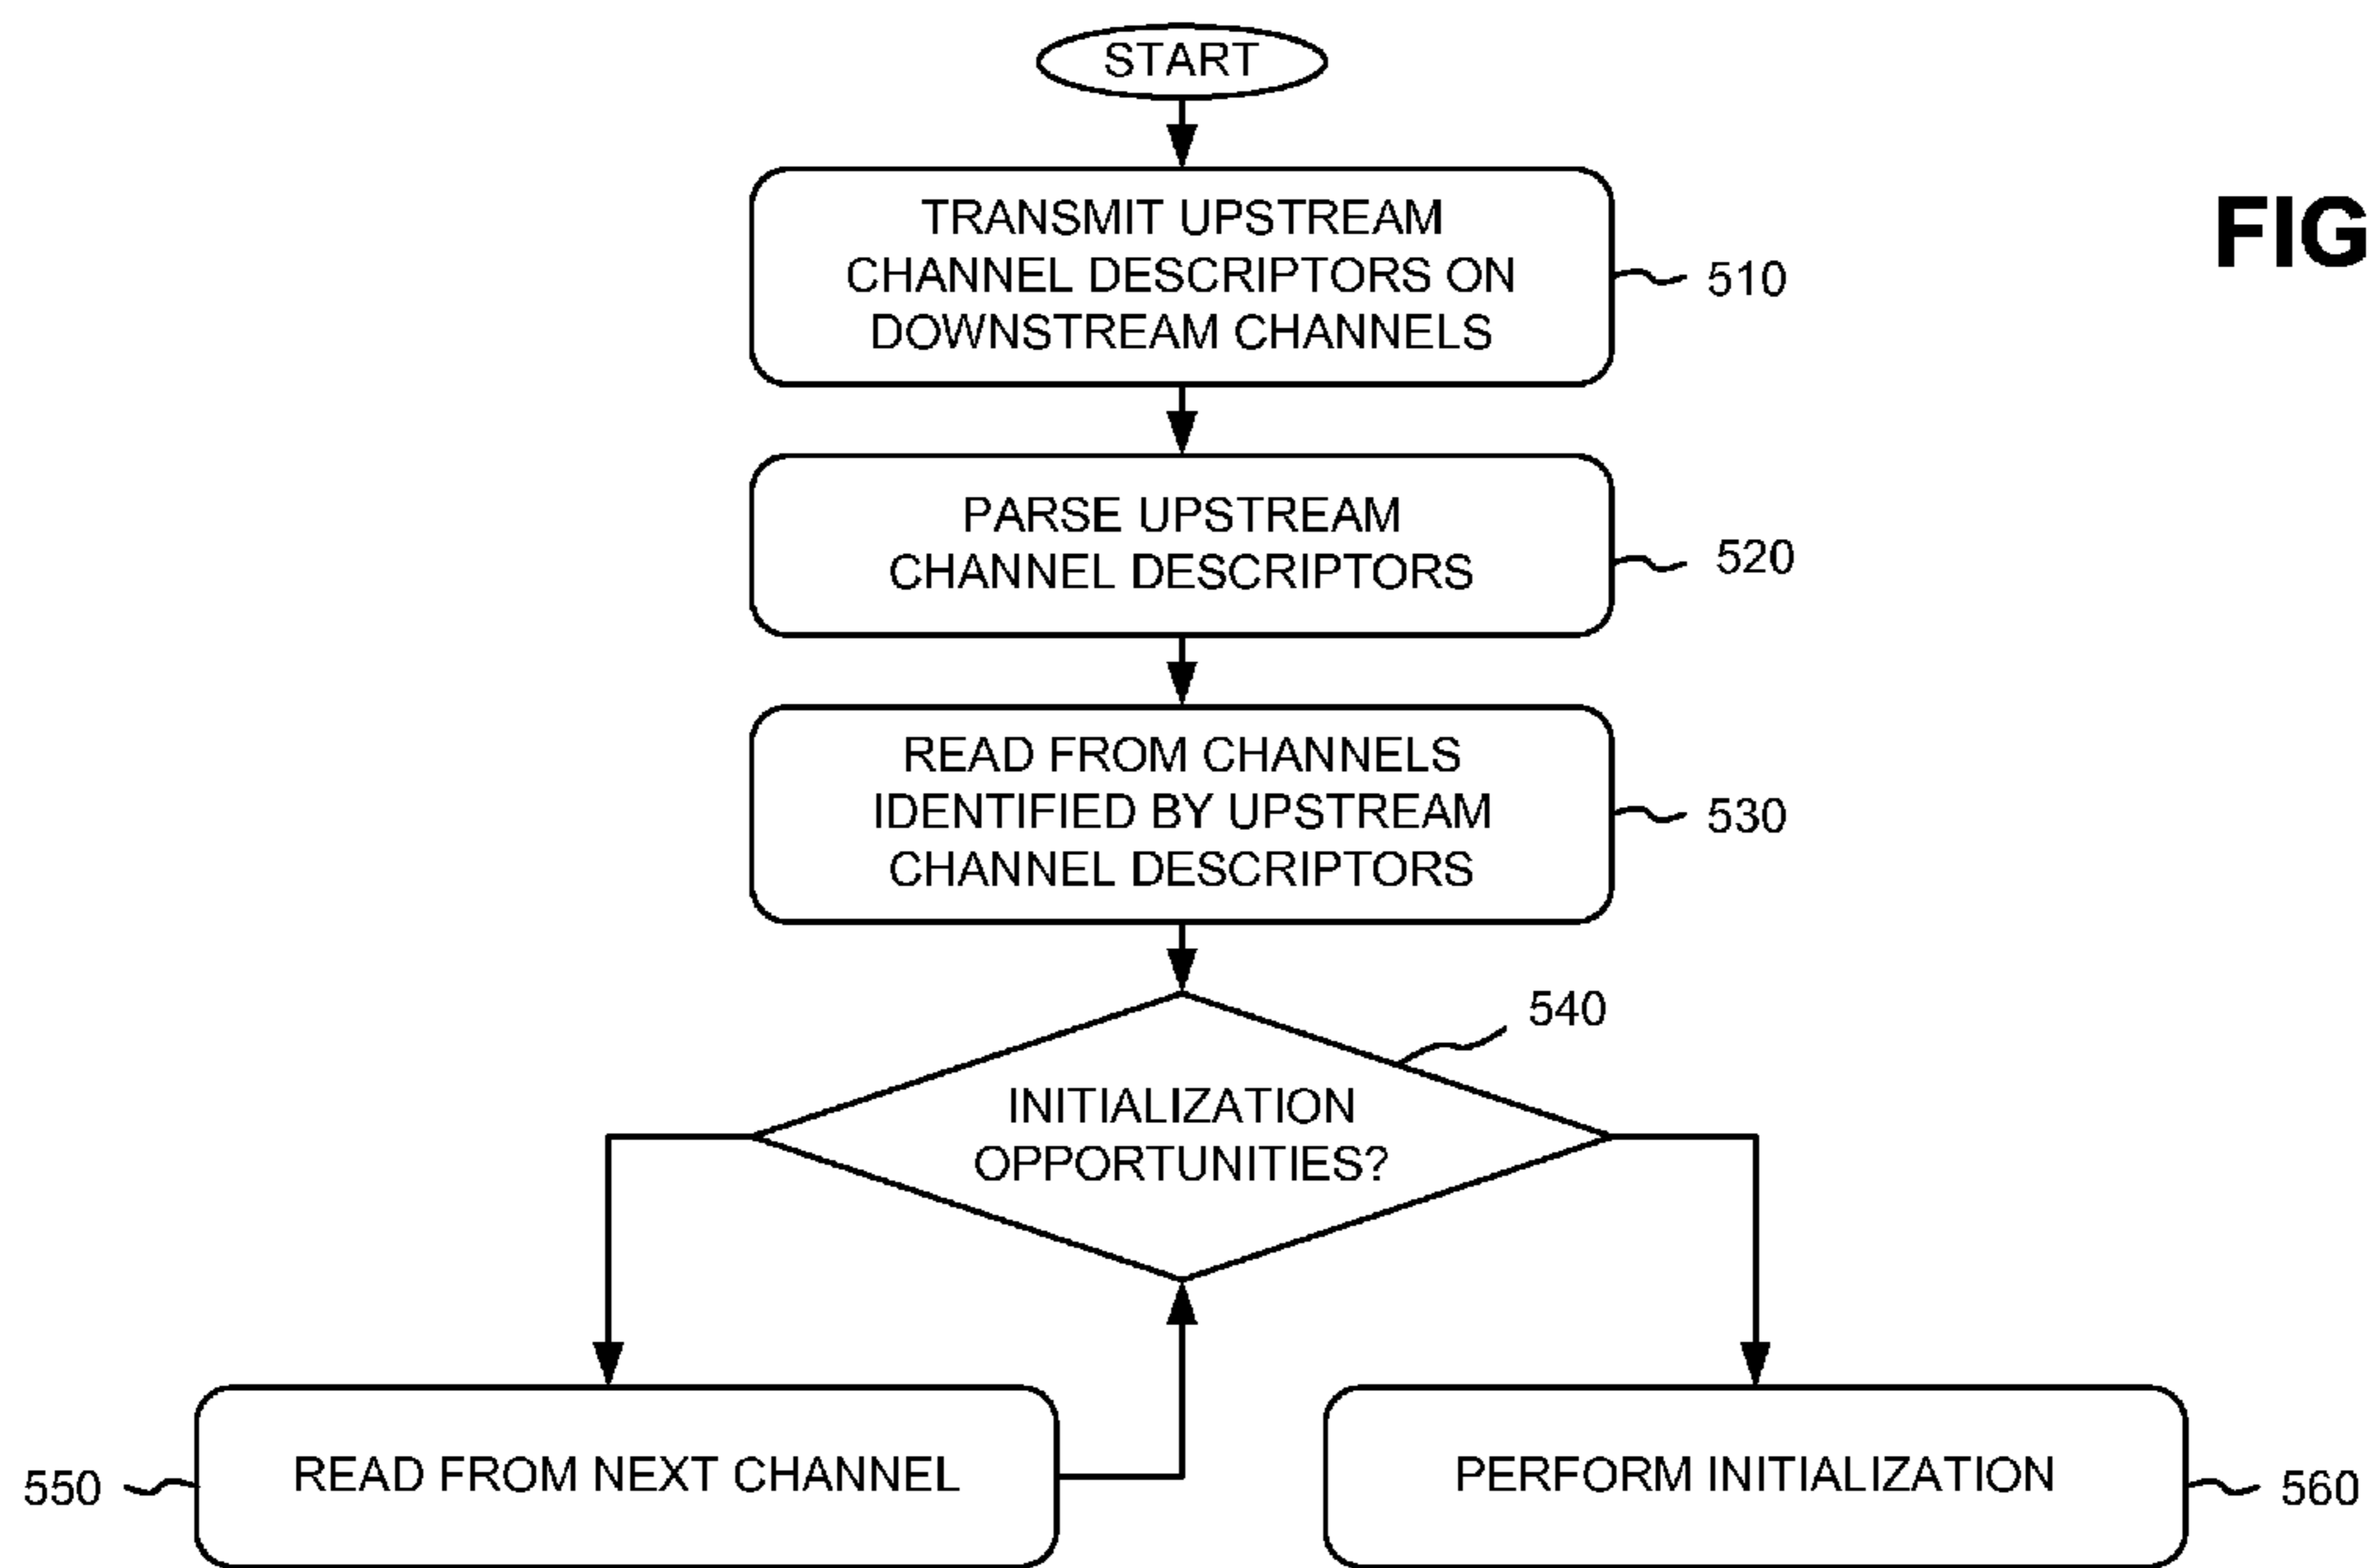 START
FIG
TRANSMIT UPSTREAM
CHANNEL DESCRIPTORS ON
DOWNSTREAM CHANNELS
510
PARSE UPSTREAM
CHANNEL DESCRIPTORS
520
READ FROM CHANNELS
IDENTIFIED BY UPSTREAM
CHANNEL DESCRIPTORS
530
540
INITIALIZATION
OPPORTUNITIES?
550
READ FROM NEXT CHANNEL
PERFORM INITIALIZATION
560